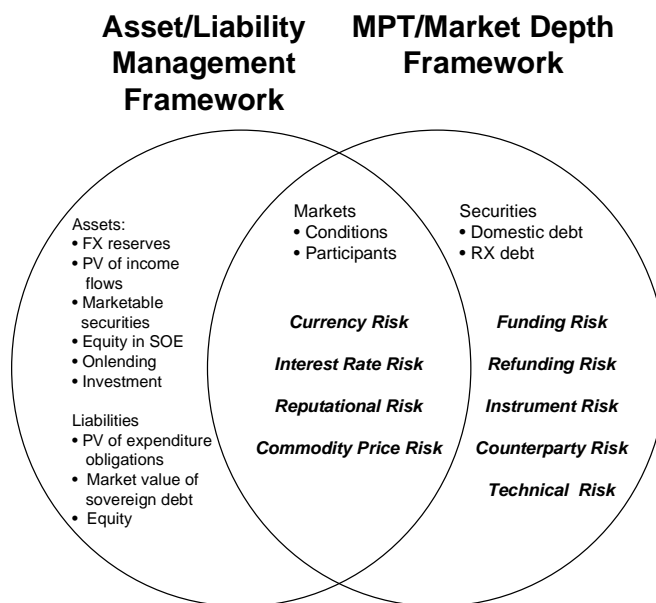 Asset/Liability
Management
Framework
MPT/Market Depth
Framework
Assets:
• FX reserves
• PV of income
flows
• Marketable
securities
• Equity in SOE
• Onlending
• Investment
Liabilities
• PV of expenditure
obligations
• Market value of
sovereign debt
• Equity
Markets
• Conditions
• Participants
Currency Risk
Interest Rate Risk
Reputational Risk
Commodity Price Risk
Securities
• Domestic debt
• RX debt
Funding Risk
Refunding Risk
Instrument Risk
Counterparty Risk
Technical Risk